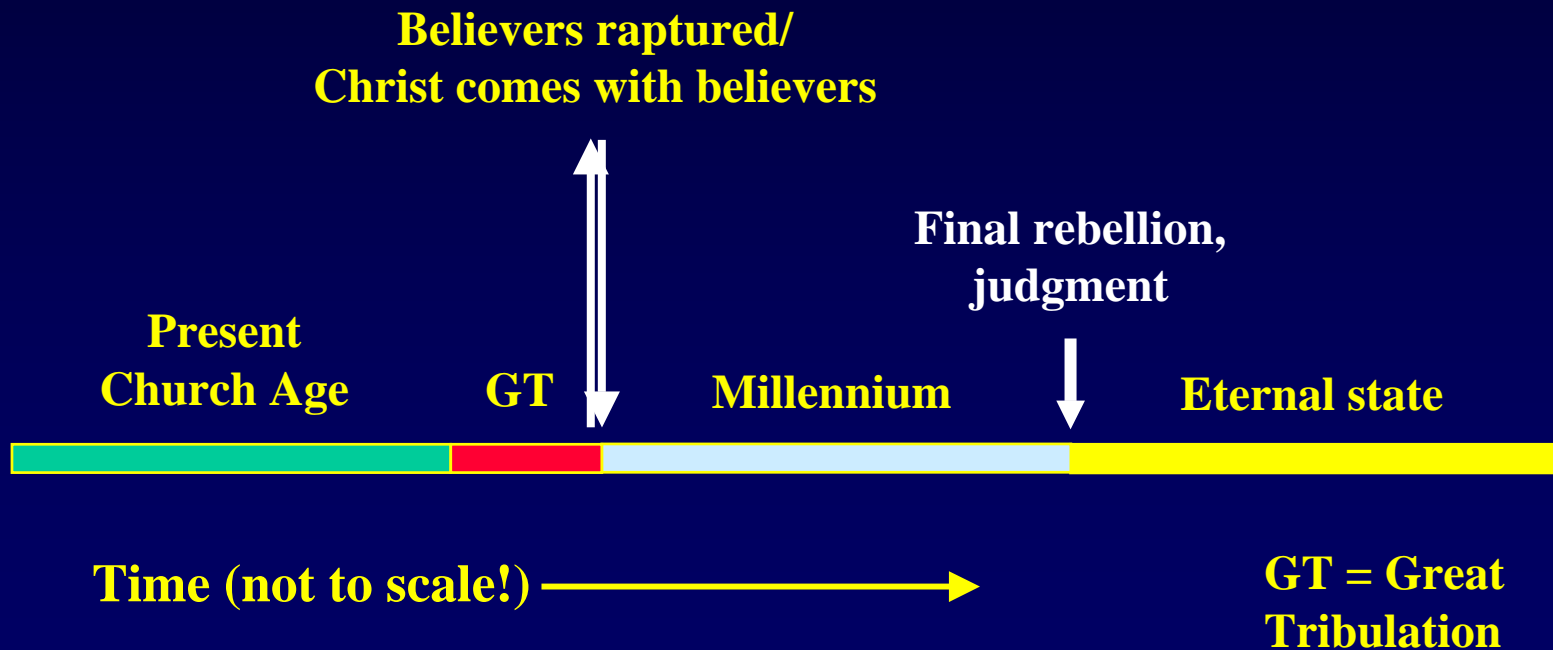 Believers raptured/
Christ comes with believers
Final rebellion,
judgment
Present
Church Age
GT
Millennium
Eternal state
Time (not to scale!)
GT = Great
Tribulation